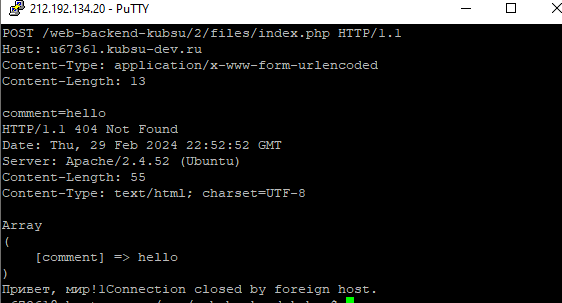 212.192.134.20 - PuTTY
POST /web-backend-kubsu/2/files/index.php HTTP/1.1
Host: u67361.kubsu-dev.ru
Content-Type: application/x-www-form-urlencoded
Content-Length: 13

comment=hello
HTTP/1.1 404 Not Found
Date: Thu, 29 Feb 2024 22:52:52 GMT
Server: Apache/2.4.52 (Ubuntu)
Content-Length: 55
Content-Type: text/html; charset=UTF-8

Array
(
    [comment] => hello
)
Привет, мир!1Connection closed by foreign host.